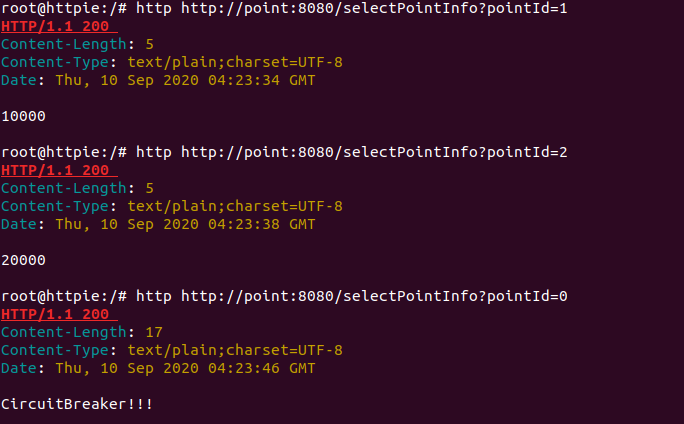 root@httpie:/# http http://point:8080/selectPointInfo?pointId=1
HTTP/1.1 200
Content-Length: 5
Content-Type: text/plain;charset=UTF-8
Date: Thu, 10 Sep 2020 04:23:34 GMT
10000
root@httpie:/# http http://point:8080/selectPointInfo?pointId=2
HTTP/1.1 200
Content-Length: 5
Content-Type: text/plain;charset=UTF-8
Date: Thu, 10 Sep 2020 04:23:38 GMT
20000
root@httpie:/# http http://point:8080/selectPointInfo?pointId=0
HTTP/1.1 200
Content-Length: 17
Content-Type: text/plain;charset=UTF-8
Date: Thu, 10 Sep 2020 04:23:46 GMT
CircuitBreaker!!!